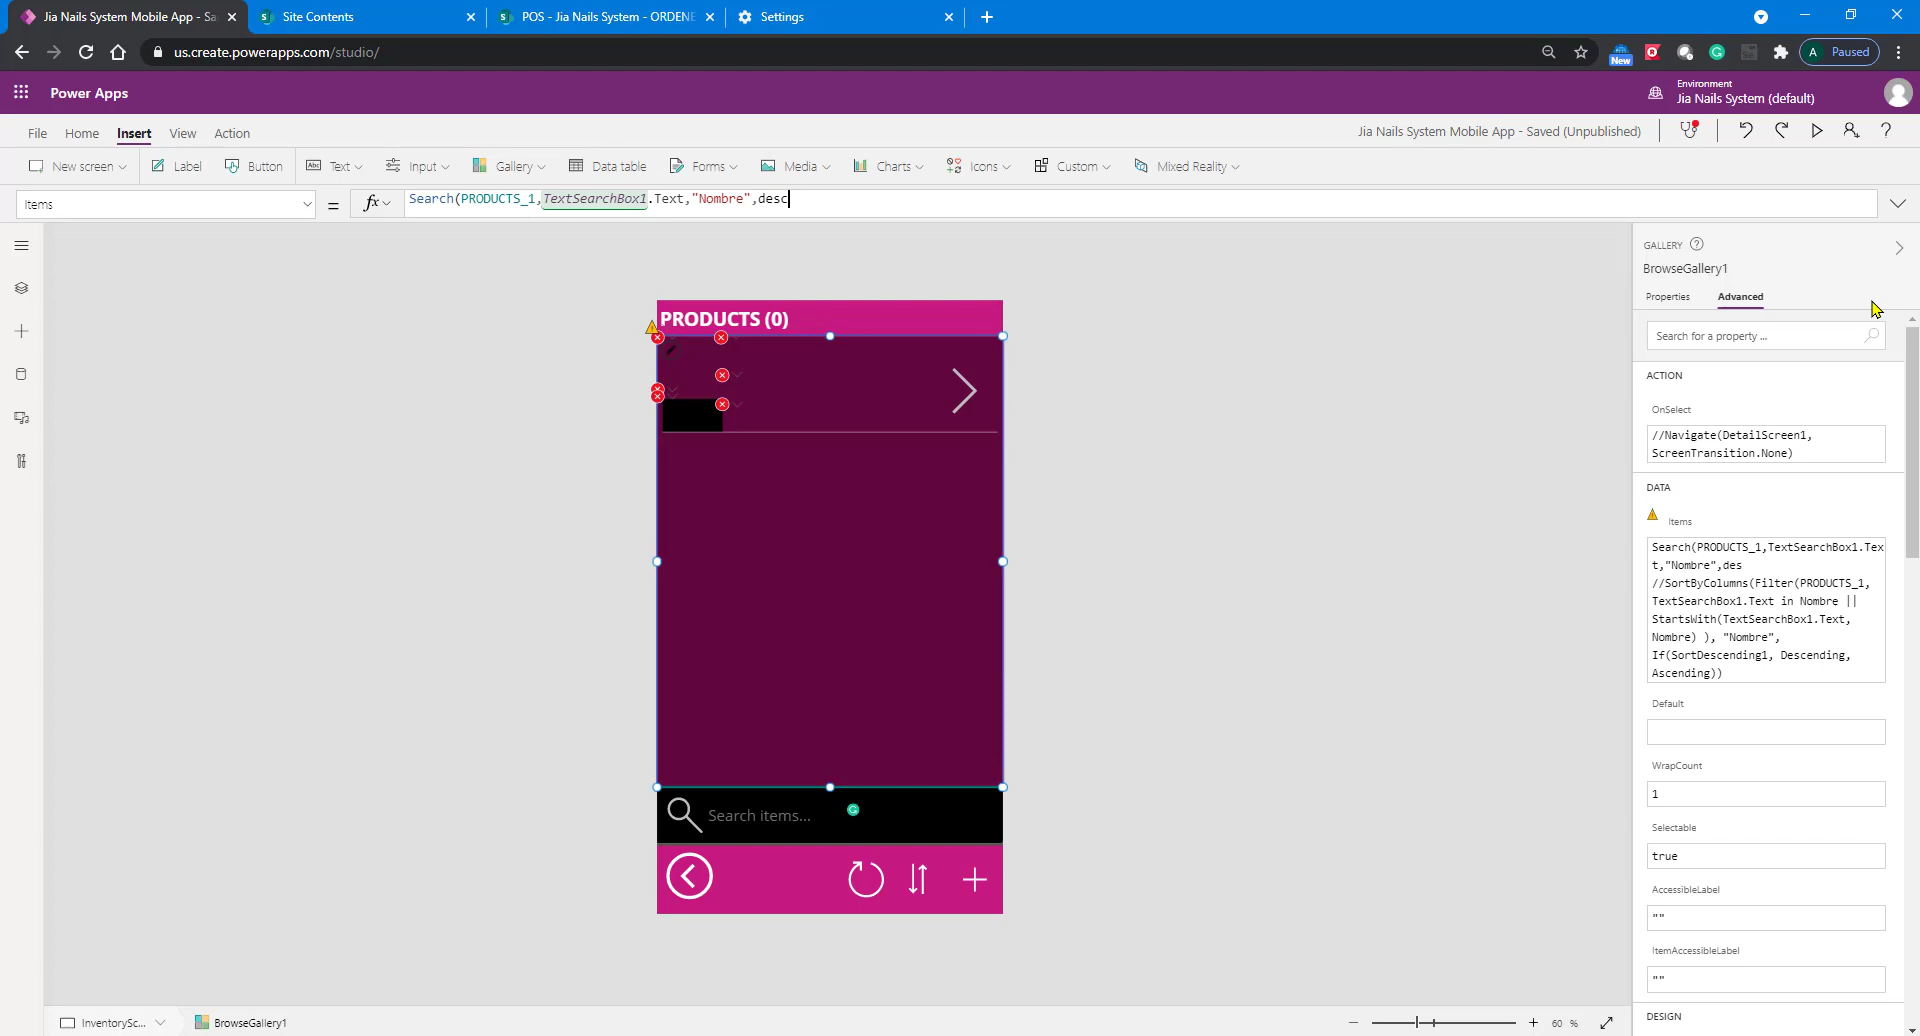 Jia Nails System Mobile App - Sa
Site Contents
POS - Jia Nails System - ORDENE
Settings
us.create.powerapps.com/studio/
New
A Paused
Power Apps
Environment
Jia Nails System (default)
File Home Insert View Action
Jia Nails System Mobile App - Saved (Unpublished)
New screen
Label
Button
Text
Input
Gallery
Data table
Forms
Media
Charts
Icons
Custom
Mixed Reality
Items
= fx Search(PRODUCTS_1,TextSearchBox1.Text,"Nombre",desc
GALLERY
BrowseGallery1
Properties Advanced
Search for a property ...
ACTION
OnSelect
//Navigate(DetailScreen1,
ScreenTransition.None)
DATA
Items
Search(PRODUCTS_1,TextSearchBox1.Tex
t,"Nombre",des
//SortByColumns(Filter(PRODUCTS_1,
TextSearchBox1.Text in Nombre ||
StartsWith(TextSearchBox1.Text,
Nombre) ), "Nombre",
If(SortDescending1, Descending,
Ascending))
Default
WrapCount
1
Selectable
true
AccessibleLabel
""
ItemAccessibleLabel
""
DESIGN
PRODUCTS (0)
Search items...
InventorySc...
BrowseGallery1
60 %